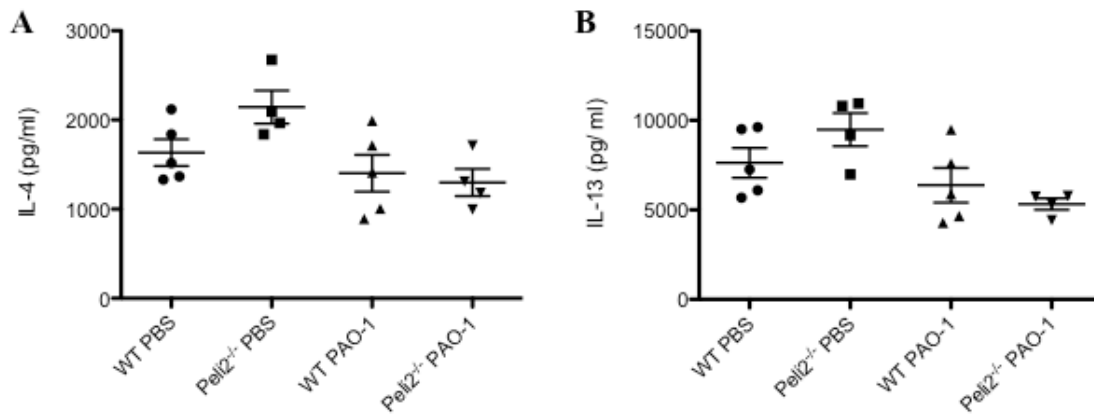 A
IL-4 (pg/ml)
3000
2000
1000
0
WT PBS
Peli2⁻/⁻ PBS
WT PAO-1
Peli2⁻/⁻ PAO-1
B
IL-13 (pg/ ml)
15000
10000
5000
0
WT PBS
Peli2⁻/⁻ PBS
WT PAO-1
Peli2⁻/⁻ PAO-1